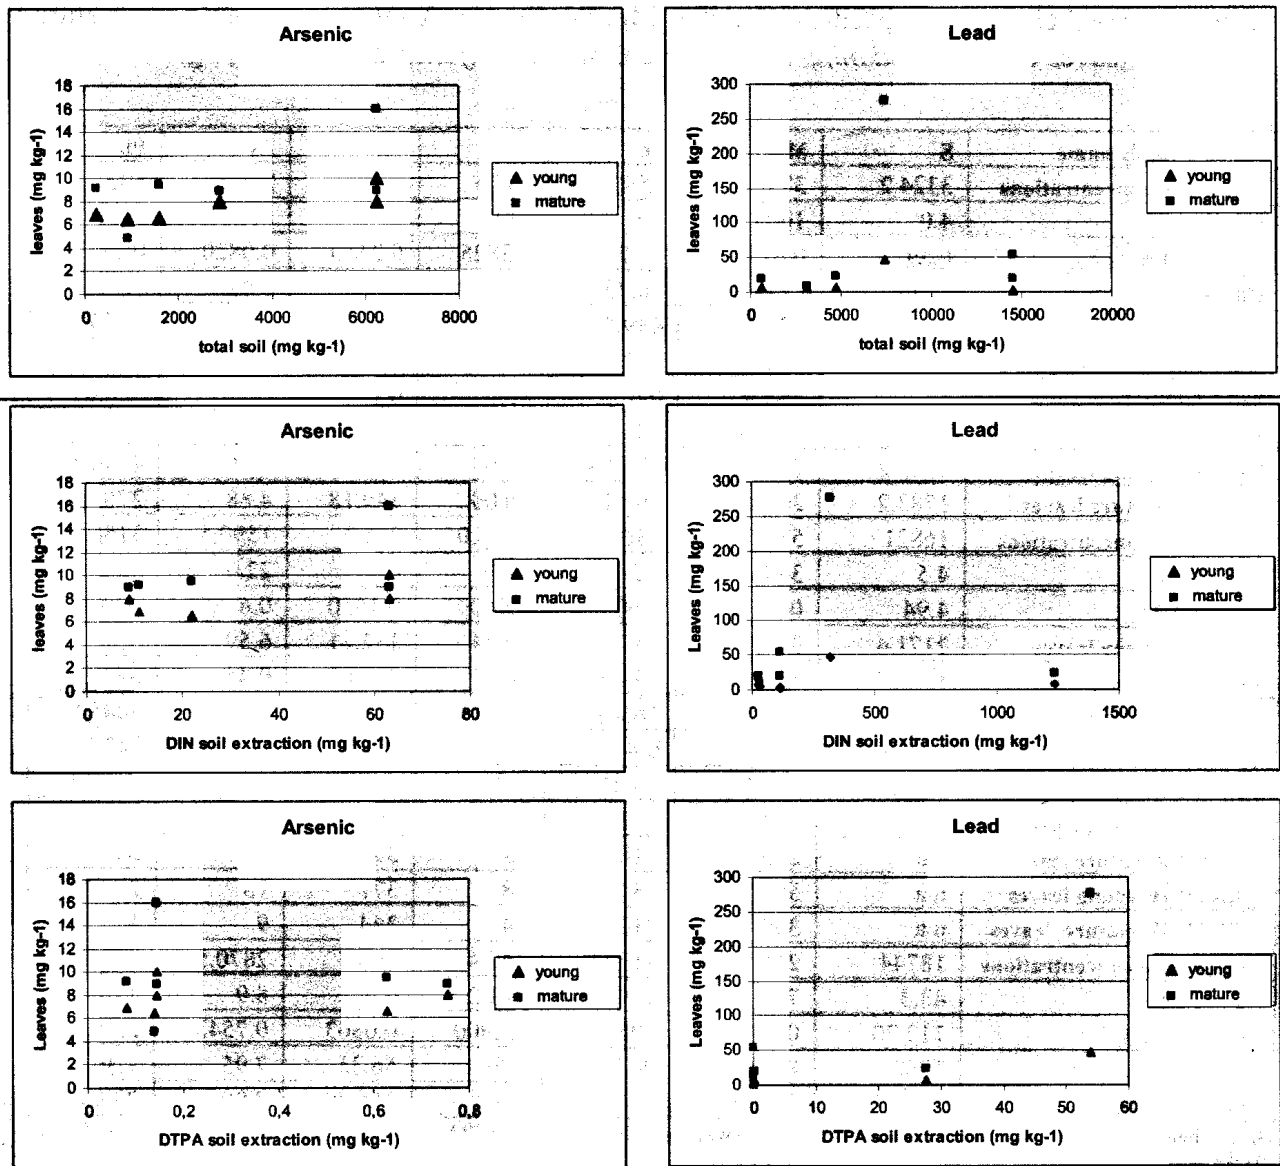 Arsenic
leaves (mg kg-1)
18
16
14
12
10
8
6
4
2
0
0 2000 4000 6000 8000
total soil (mg kg-1)
young
mature
Lead
leaves (mg kg-1)
300
250
200
150
100
50
0
0 5000 10000 15000 20000
total soil (mg kg-1)
young
mature
Arsenic
leaves (mg kg-1)
18
16
14
12
10
8
6
4
2
0
0 20 40 60 80
DIN soil extraction (mg kg-1)
young
mature
Lead
Leaves (mg kg-1)
300
250
200
150
100
50
0
0 500 1000 1500
DIN soil extraction (mg kg-1)
young
mature
Arsenic
Leaves (mg kg-1)
18
16
14
12
10
8
6
4
2
0
0 0,2 0,4 0,6 0,8
DTPA soil extraction (mg kg-1)
young
mature
Lead
Leaves (mg kg-1)
300
250
200
150
100
50
0
0 10 20 30 40 50 60
DTPA soil extraction (mg kg-1)
young
mature